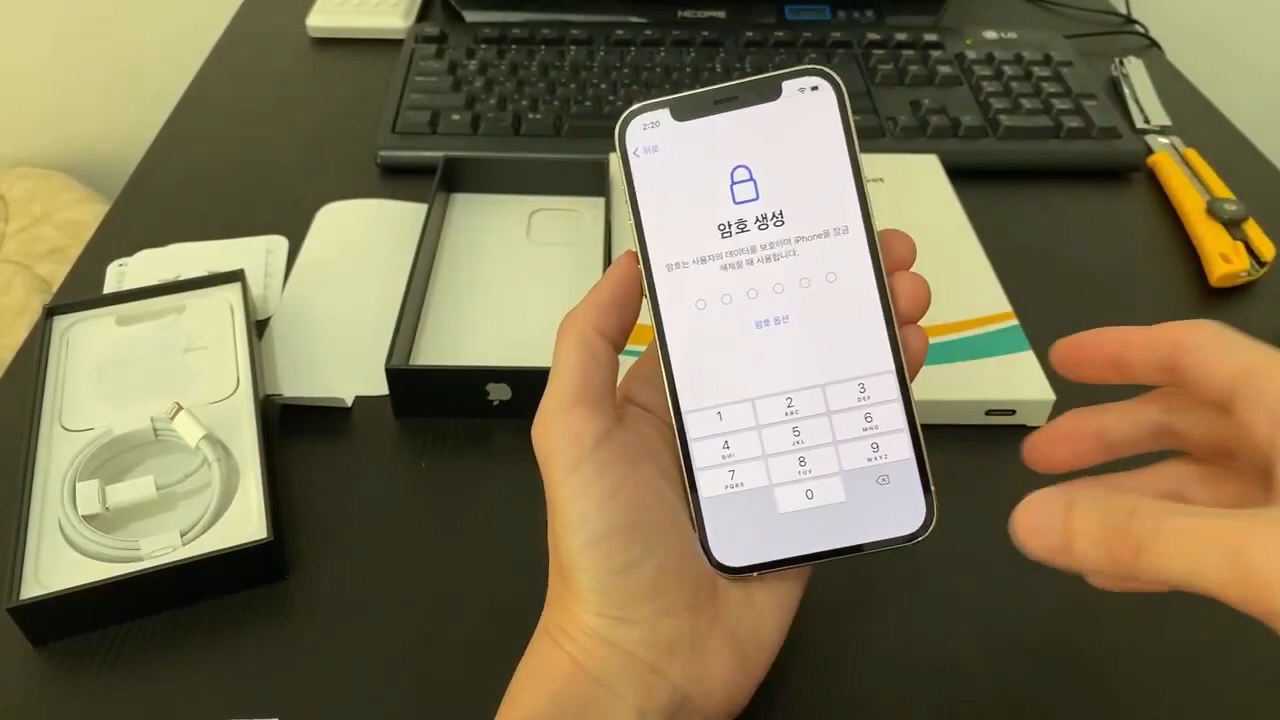 NCORE
LG
2:20
뒤로
암호 생성
암호는 사용자의 데이터를 보호하며 iPhone을 잠금
해제할 때 사용합니다.
암호 옵션
1
2
ABC
3
DEF
4
GHI
5
JKL
6
MNO
7
PQRS
8
TUV
9
WXYZ
0